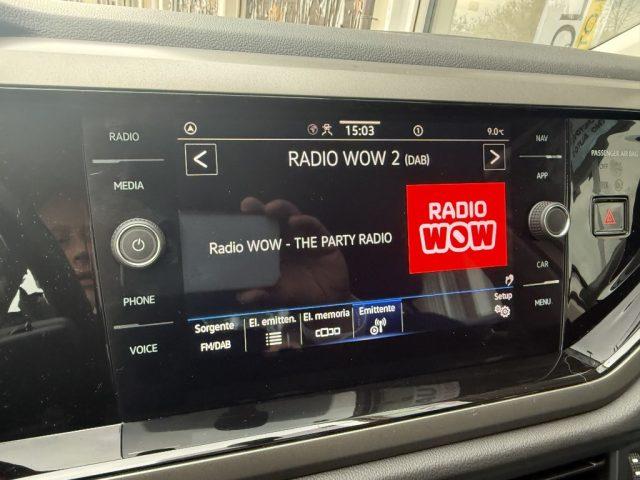 RADIO
MEDIA
PHONE
VOICE
15:03
1
9.0°C
RADIO WOW 2 (DAB)
Radio WOW - THE PARTY RADIO
RADIO
WOW
Sorgente
FM/DAB
El. emitten.
El. memoria
Emittente
Setup
NAV
APP
CAR
MENU
PASSENGER AIR BAG